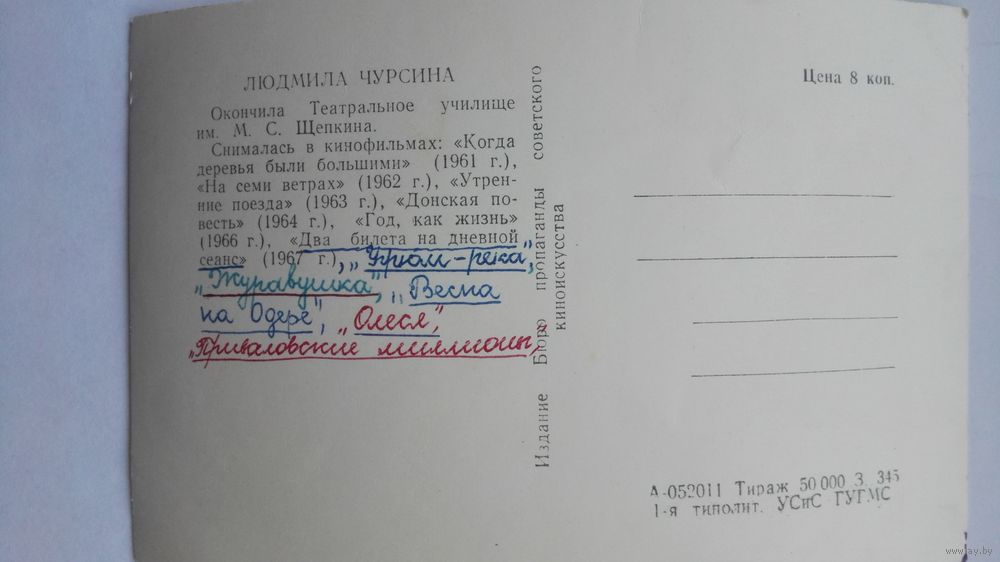 ЛЮДМИЛА ЧУРСИНА
Окончила Театральное училище
им. М. С. Щепкина.
Снималась в кинофильмах: «Когда
деревья были большими» (1961 г.),
«На семи ветрах» (1962 г.), «Утрен-
ние поезда» (1963 г.), «Донская по-
весть» (1964 г.), «Год, как жизнь»
(1966 г.), «Два билета на дневной
сеанс» (1967 г.), „Угрюм-река",
„Журавушка", „Весна
на Одере", „Олеся",
„Приваловские миллионы",
Издание Бюро пропаганды советского
киноискусства
Цена 8 коп.
А-052011 Тираж 50 000 З. 345
1-я типолит. УСиС ГУГМС
www.ay.by